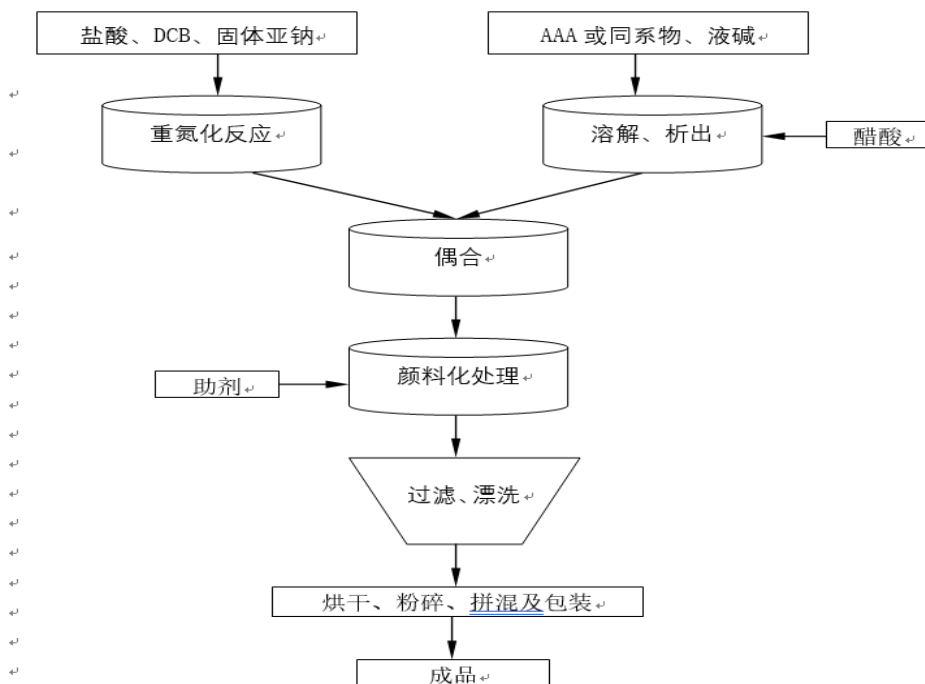 盐酸、DCB、固体亚钠
AAA 或同系物、液碱
重氮化反应
溶解、析出
醋酸
偶合
颜料化处理
助剂
过滤、漂洗
烘干、粉碎、拼混及包装
成品